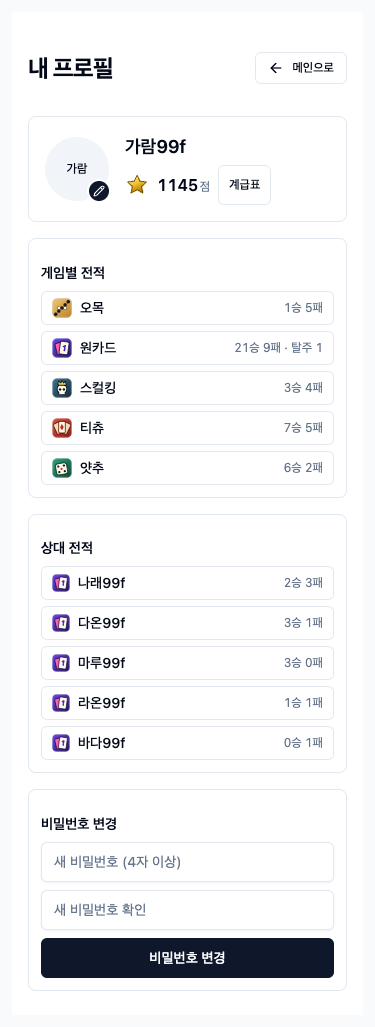 내 프로필
메인으로
가람
가람99f
1145점
계급표
게임별 전적
오목 1승 5패
원카드 21승 9패 · 탈주 1
스컬킹 3승 4패
티츄 7승 5패
얏추 6승 2패
상대 전적
나래99f 2승 3패
다온99f 3승 1패
마루99f 3승 0패
라온99f 1승 1패
바다99f 0승 1패
비밀번호 변경
새 비밀번호 (4자 이상)
새 비밀번호 확인
비밀번호 변경